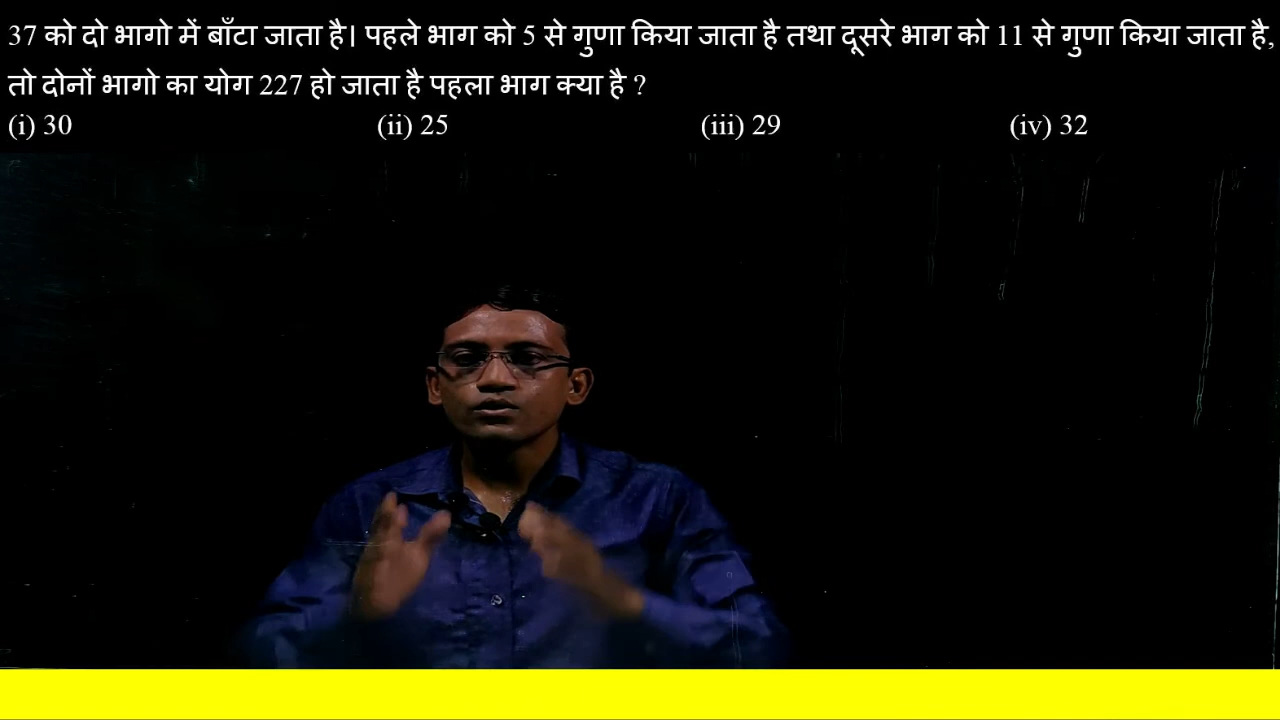 37 को दो भागो में बाँटा जाता है। पहले भाग को 5 से गुणा किया जाता है तथा दूसरे भाग को 11 से गुणा किया जाता है,
तो दोनों भागो का योग 227 हो जाता है पहला भाग क्या है ?
(i) 30 (ii) 25 (iii) 29 (iv) 32